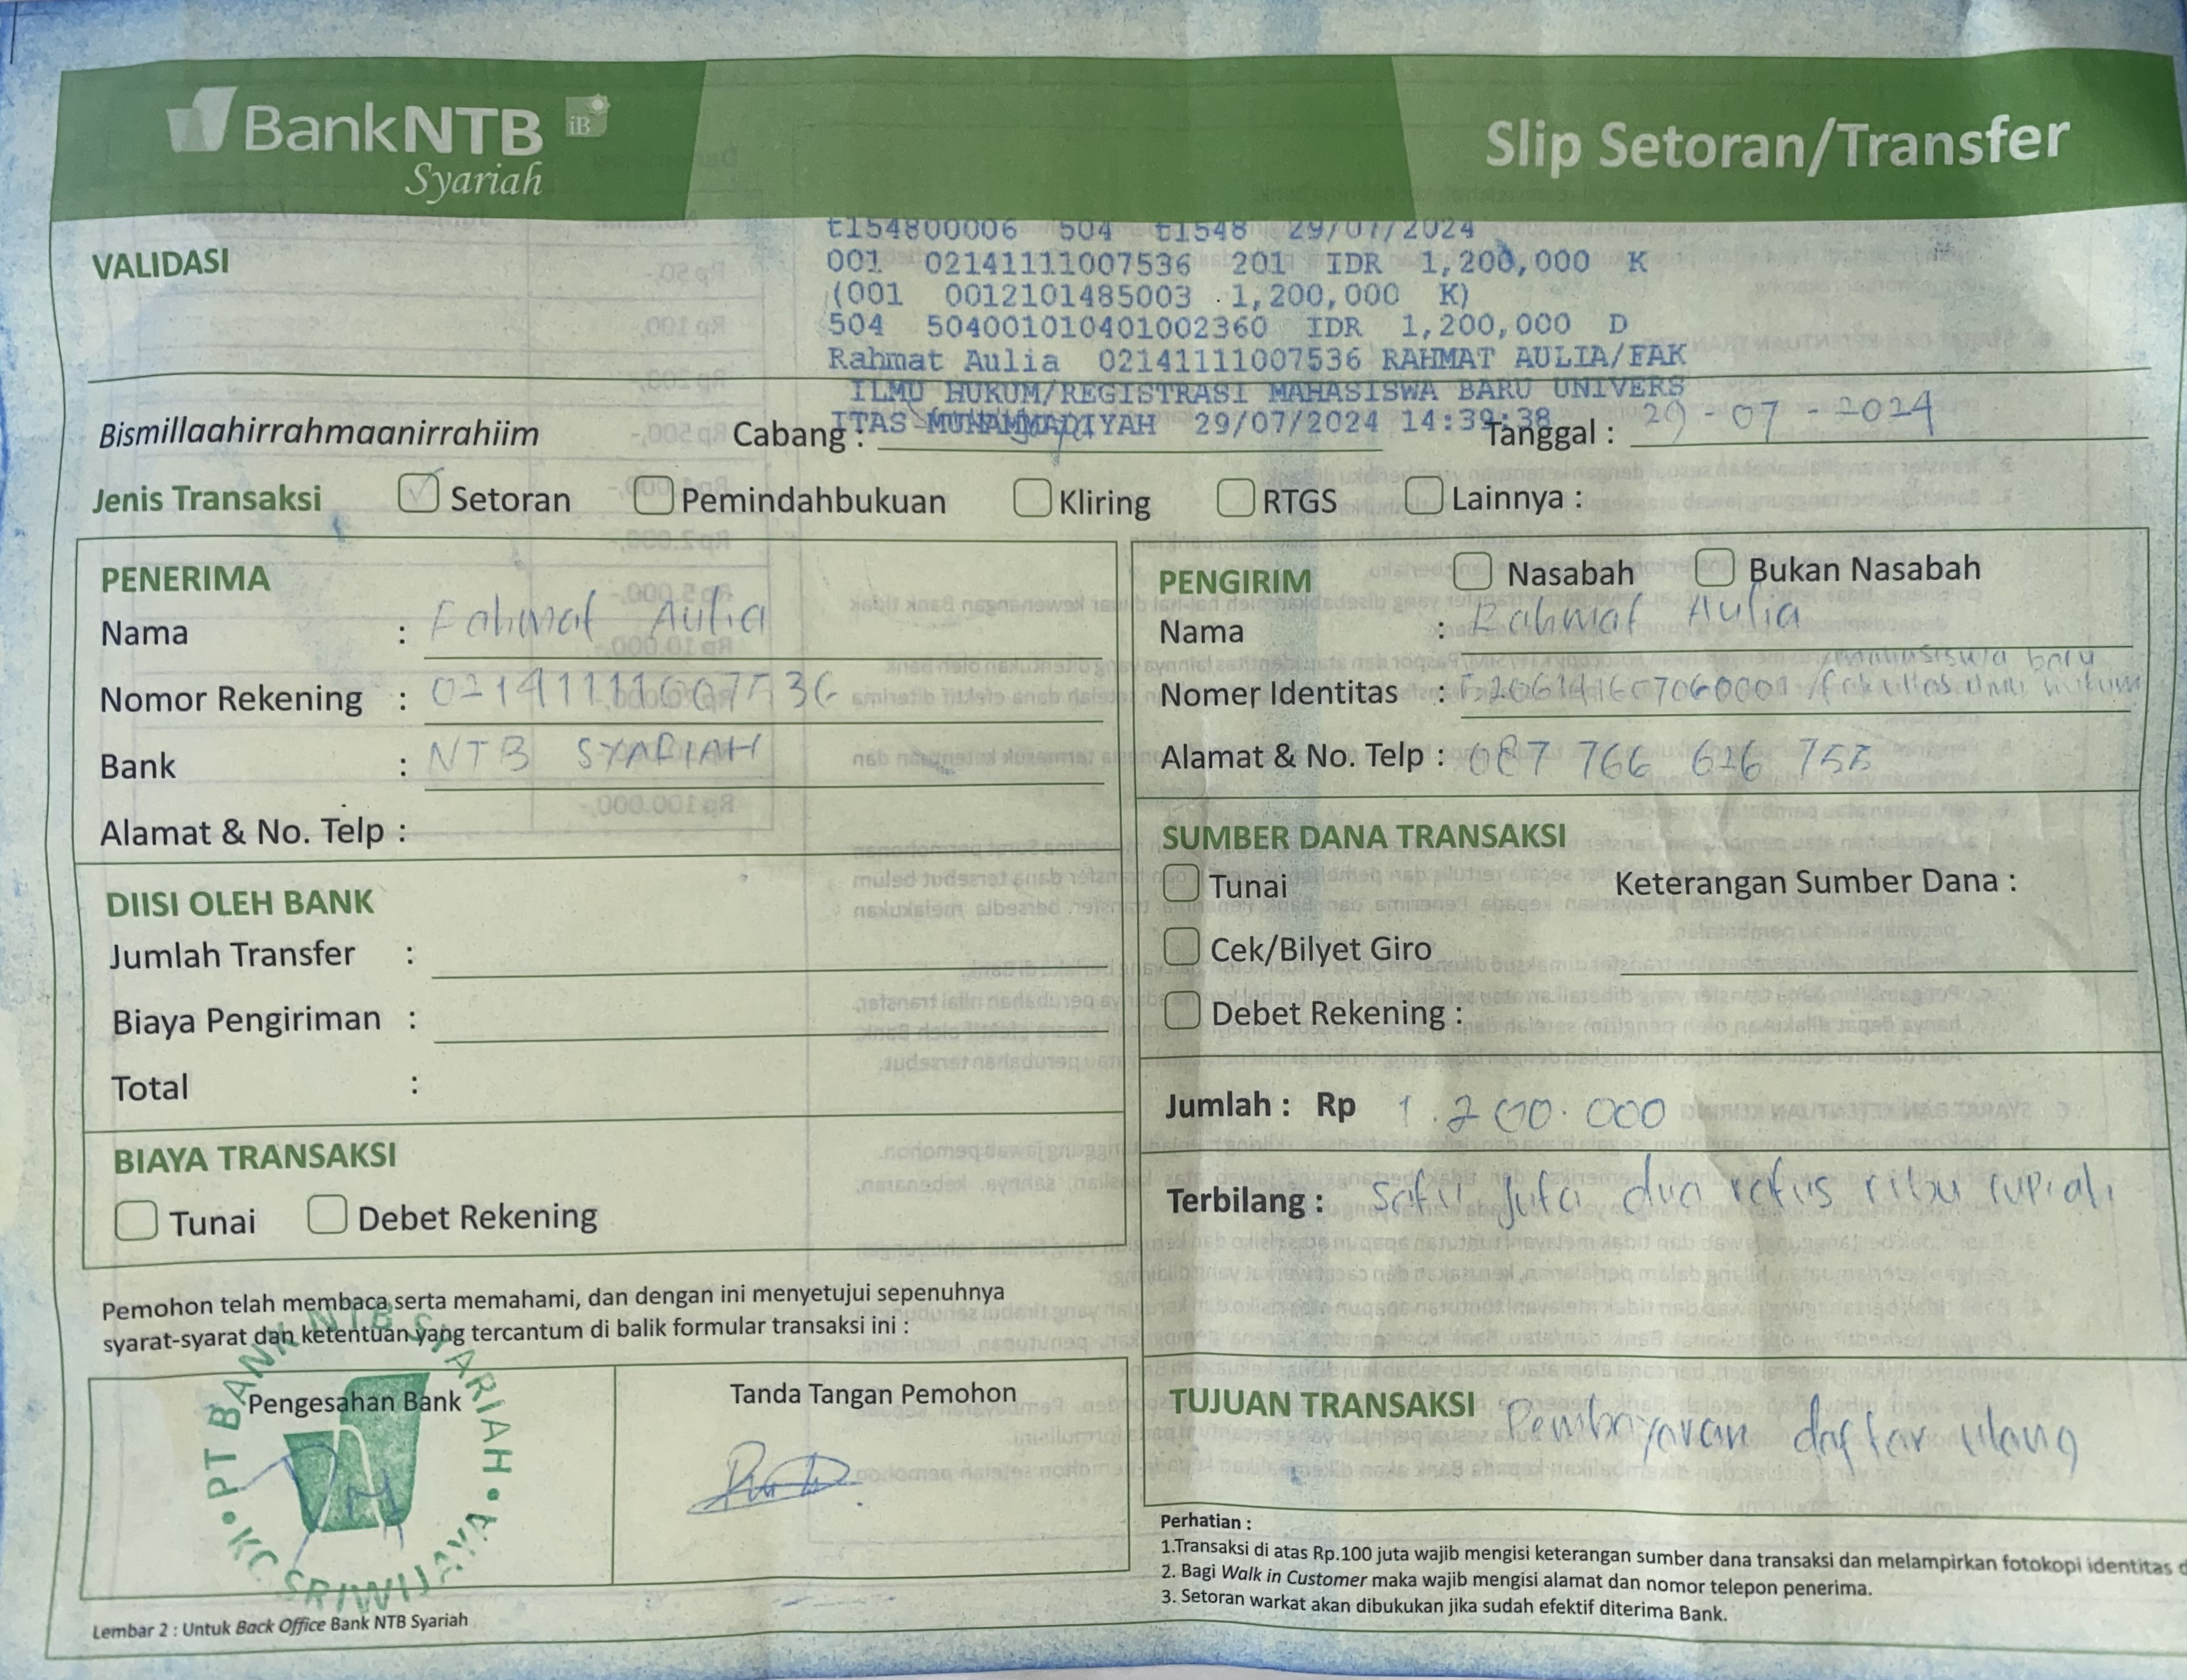 BankNTB iB
Syariah
Slip Setoran/Transfer
VALIDASI
t154800006 504 t1548 29/07/2024
001 02141111007536 201 IDR 1,200,000 K
(001 0012101485003 1,200,000 K)
504 504001010401002360 IDR 1,200,000 D
Rahmat Aulia 02141111007536 RAHMAT AULIA/FAK
ILMU HUKUM/REGISTRASI MAHASISWA BARU UNIVERS
ITAS MUHAMMADIYAH 29/07/2024 14:39:38
Bismillaahirrahmaanirrahiim Cabang : Tanggal : 29-07-2024
Jenis Transaksi Setoran Pemindahbukuan Kliring RTGS Lainnya :
PENERIMA
Nama : Rahmat Aulia
Nomor Rekening : 02141111007536
Bank : NTB SYARIAH
Alamat & No. Telp :
DIISI OLEH BANK
Jumlah Transfer :
Biaya Pengiriman :
Total :
BIAYA TRANSAKSI
Tunai Debet Rekening
Pemohon telah membaca serta memahami, dan dengan ini menyetujui sepenuhnya
syarat-syarat dan ketentuan yang tercantum di balik formular transaksi ini :
Pengesahan Bank
PT BANK NTB SYARIAH
KC SRIWIJAYA
Tanda Tangan Pemohon
Lembar 2 : Untuk Back Office Bank NTB Syariah
PENGIRIM Nasabah Bukan Nasabah
Nama : Rahmat Aulia
mahasiswa baru
Nomer Identitas : /fakultas ilmu hukum
Alamat & No. Telp : 087 766 626
SUMBER DANA TRANSAKSI
Tunai Keterangan Sumber Dana :
Cek/Bilyet Giro
Debet Rekening :
Jumlah : Rp 1.200.000
Terbilang : satu juta dua ratus ribu rupiah
TUJUAN TRANSAKSI Pembayaran daftar ulang
Perhatian :
1.Transaksi di atas Rp.100 juta wajib mengisi keterangan sumber dana transaksi dan melampirkan fotokopi identitas
2. Bagi Walk in Customer maka wajib mengisi alamat dan nomor telepon penerima.
3. Setoran warkat akan dibukukan jika sudah efektif diterima Bank.